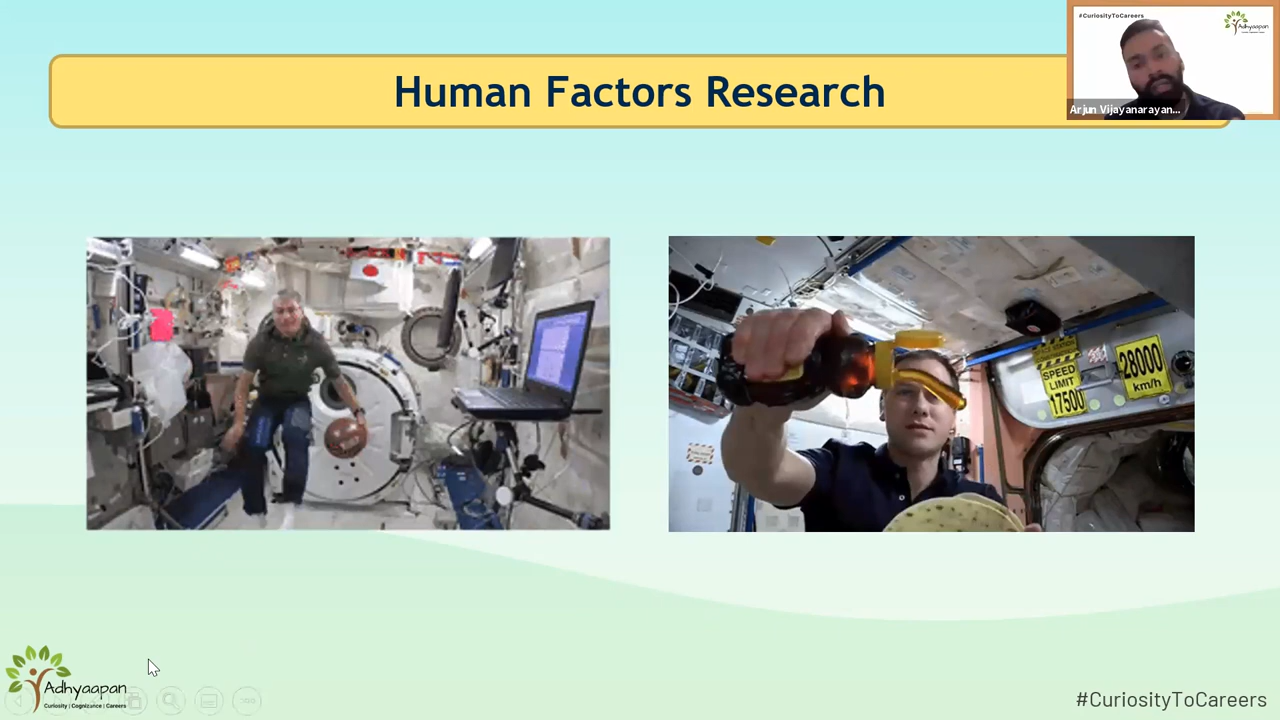 #CuriosityToCareers
Adhyaapan
Human Factors Research
Arjun Vijayanarayan...
SPEED
LIMIT
17500
28000
km/h
Adhyaapan
Curiosity | Cognizance | Careers
#CuriosityToCareers